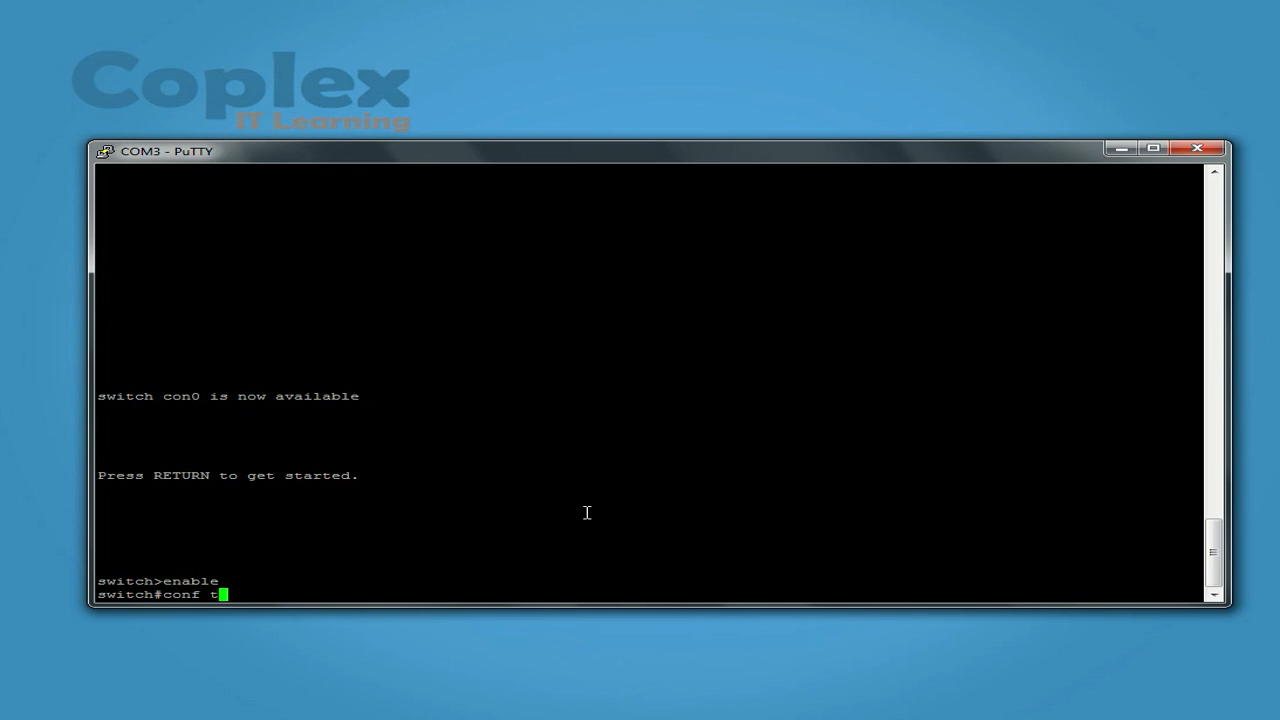 Coplex
IT Learning
COM3 - PuTTY
switch con0 is now available
Press RETURN to get started.
switch>enable
switch#conf t